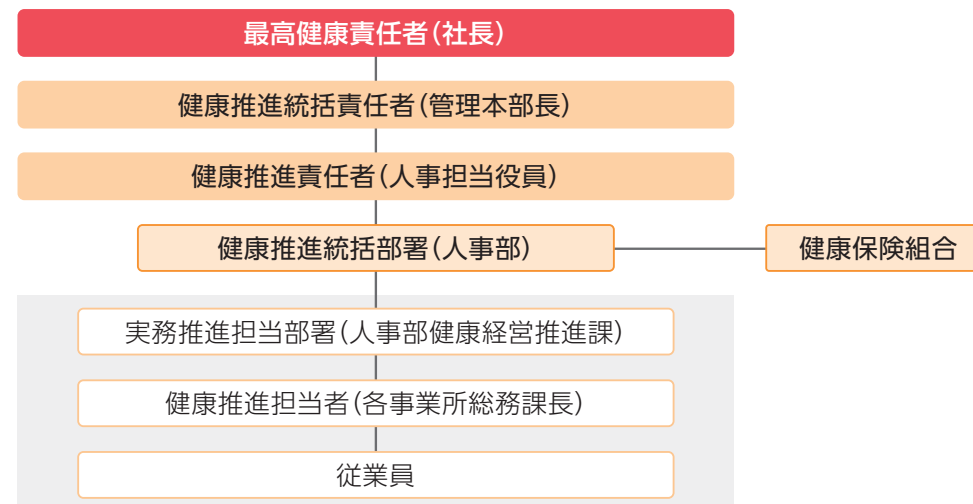 最高健康責任者(社長)
健康推進統括責任者(管理本部長)
健康推進責任者(人事担当役員)
健康推進統括部署(人事部)
健康保険組合
実務推進担当部署(人事部健康経営推進課)
健康推進担当者(各事業所総務課長)
従業員